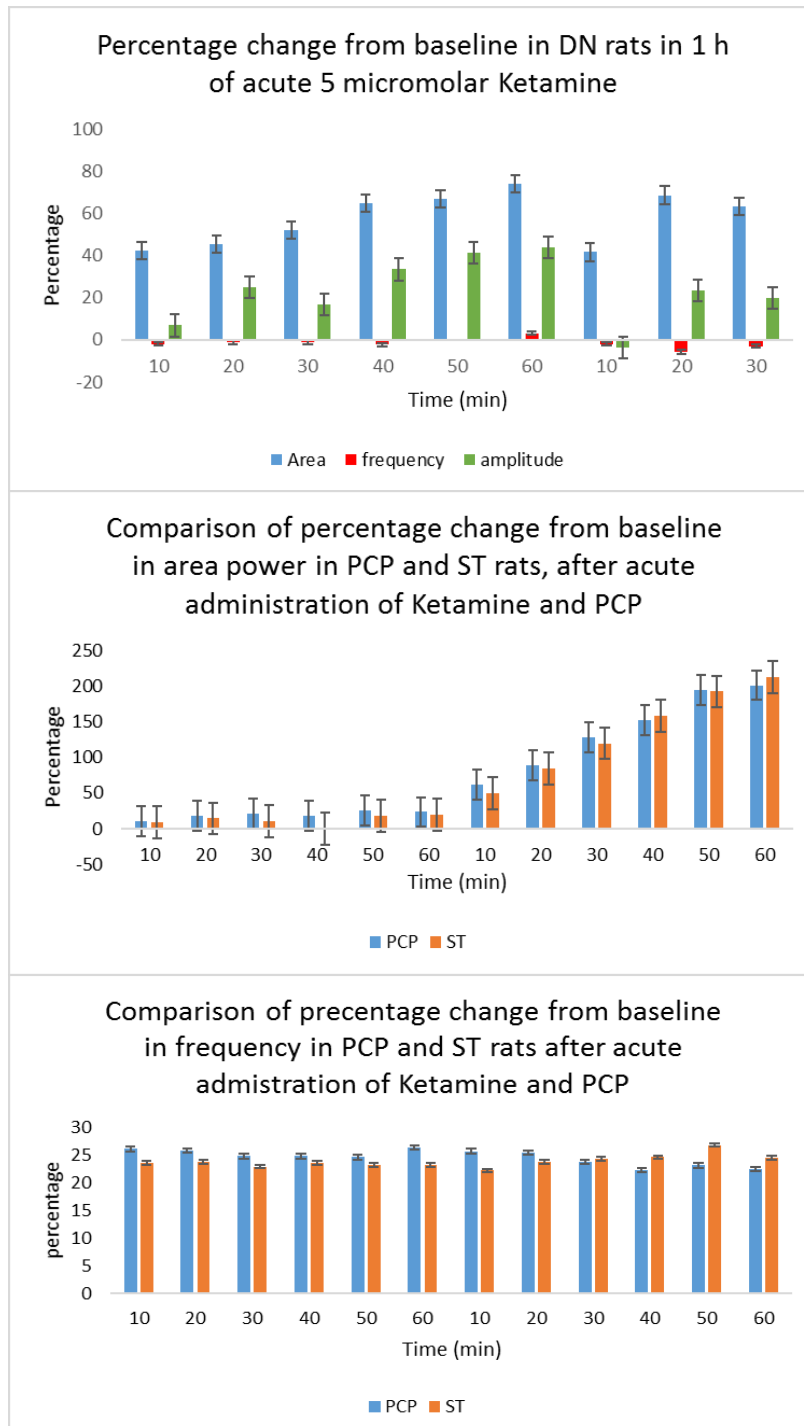 Percentage change from baseline in DN rats in 1 h
of acute 5 micromolar Ketamine
100
80
60
40
20
0
-20
Percentage
10 20 30 40 50 60 10 20 30
Time (min)
Area frequency amplitude
Comparison of percentage change from baseline
in area power in PCP and ST rats, after acute
administration of Ketamine and PCP
250
200
150
100
50
0
-50
Percentage
10 20 30 40 50 60 10 20 30 40 50 60
Time (min)
PCP ST
Comparison of precentage change from baseline
in frequency in PCP and ST rats after acute
admistration of Ketamine and PCP
30
25
20
15
10
5
0
percentage
10 20 30 40 50 60 10 20 30 40 50 60
Time (min)
PCP ST